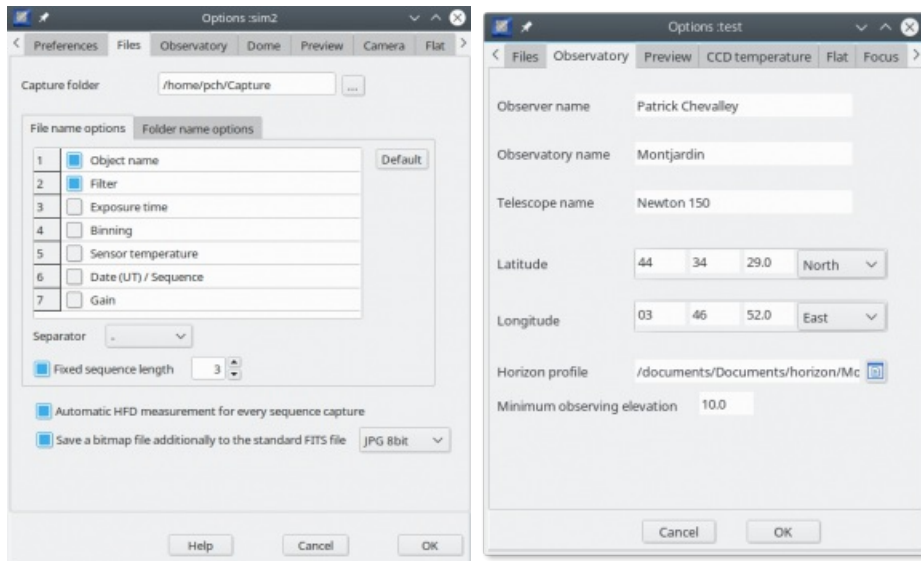 Options :sim2
Preferences Files Observatory Dome Preview Camera Flat
Capture folder /home/pch/Capture ...
File name options Folder name options
1 Object name Default
2 Filter
3 Exposure time
4 Binning
5 Sensor temperature
6 Date (UT) / Sequence
7 Gain
Separator
Fixed sequence length 3
Automatic HFD measurement for every sequence capture
Save a bitmap file additionally to the standard FITS file JPG 8bit
Help Cancel OK
Options :test
Files Observatory Preview CCD temperature Flat Focus
Observer name Patrick Chevalley
Observatory name Montjardin
Telescope name Newton 150
Latitude 44 34 29.0 North
Longitude 03 46 52.0 East
Horizon profile /documents/Documents/horizon/Mc
Minimum observing elevation 10.0
Cancel OK